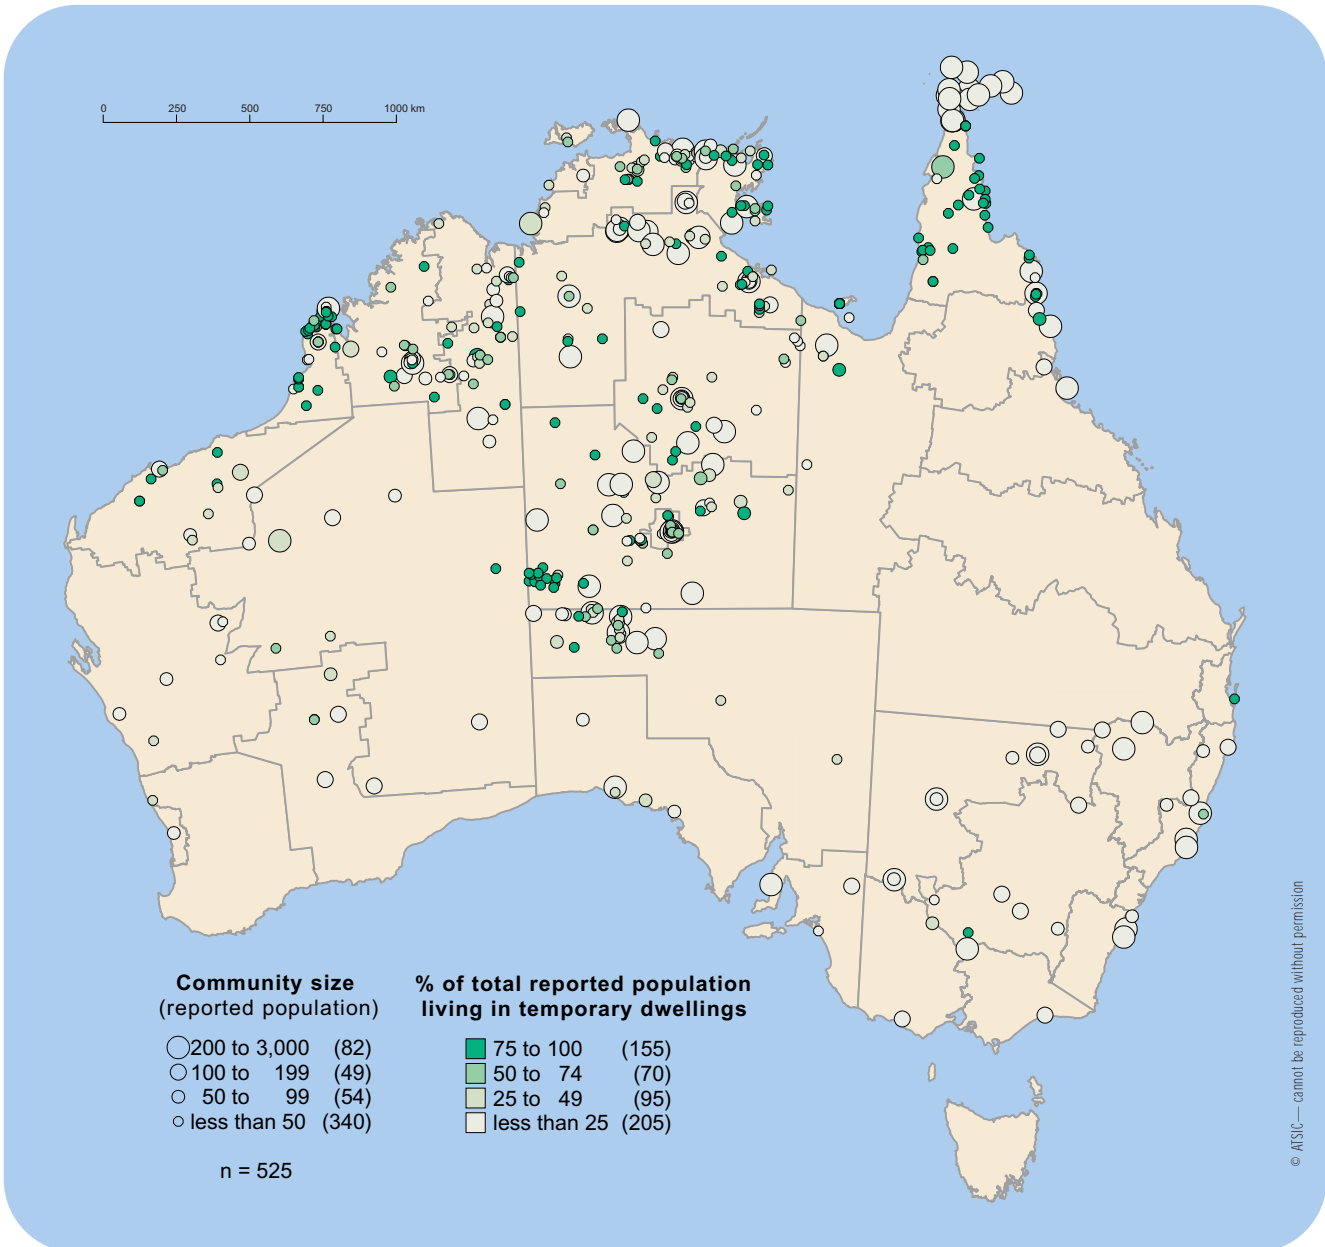 0 250 500 750 1000 km
Community size
(reported population)
200 to 3,000 (82)
100 to 199 (49)
50 to 99 (54)
less than 50 (340)
n = 525
% of total reported population
living in temporary dwellings
75 to 100 (155)
50 to 74 (70)
25 to 49 (95)
less than 25 (205)
© ATSIC — cannot be reproduced without permission